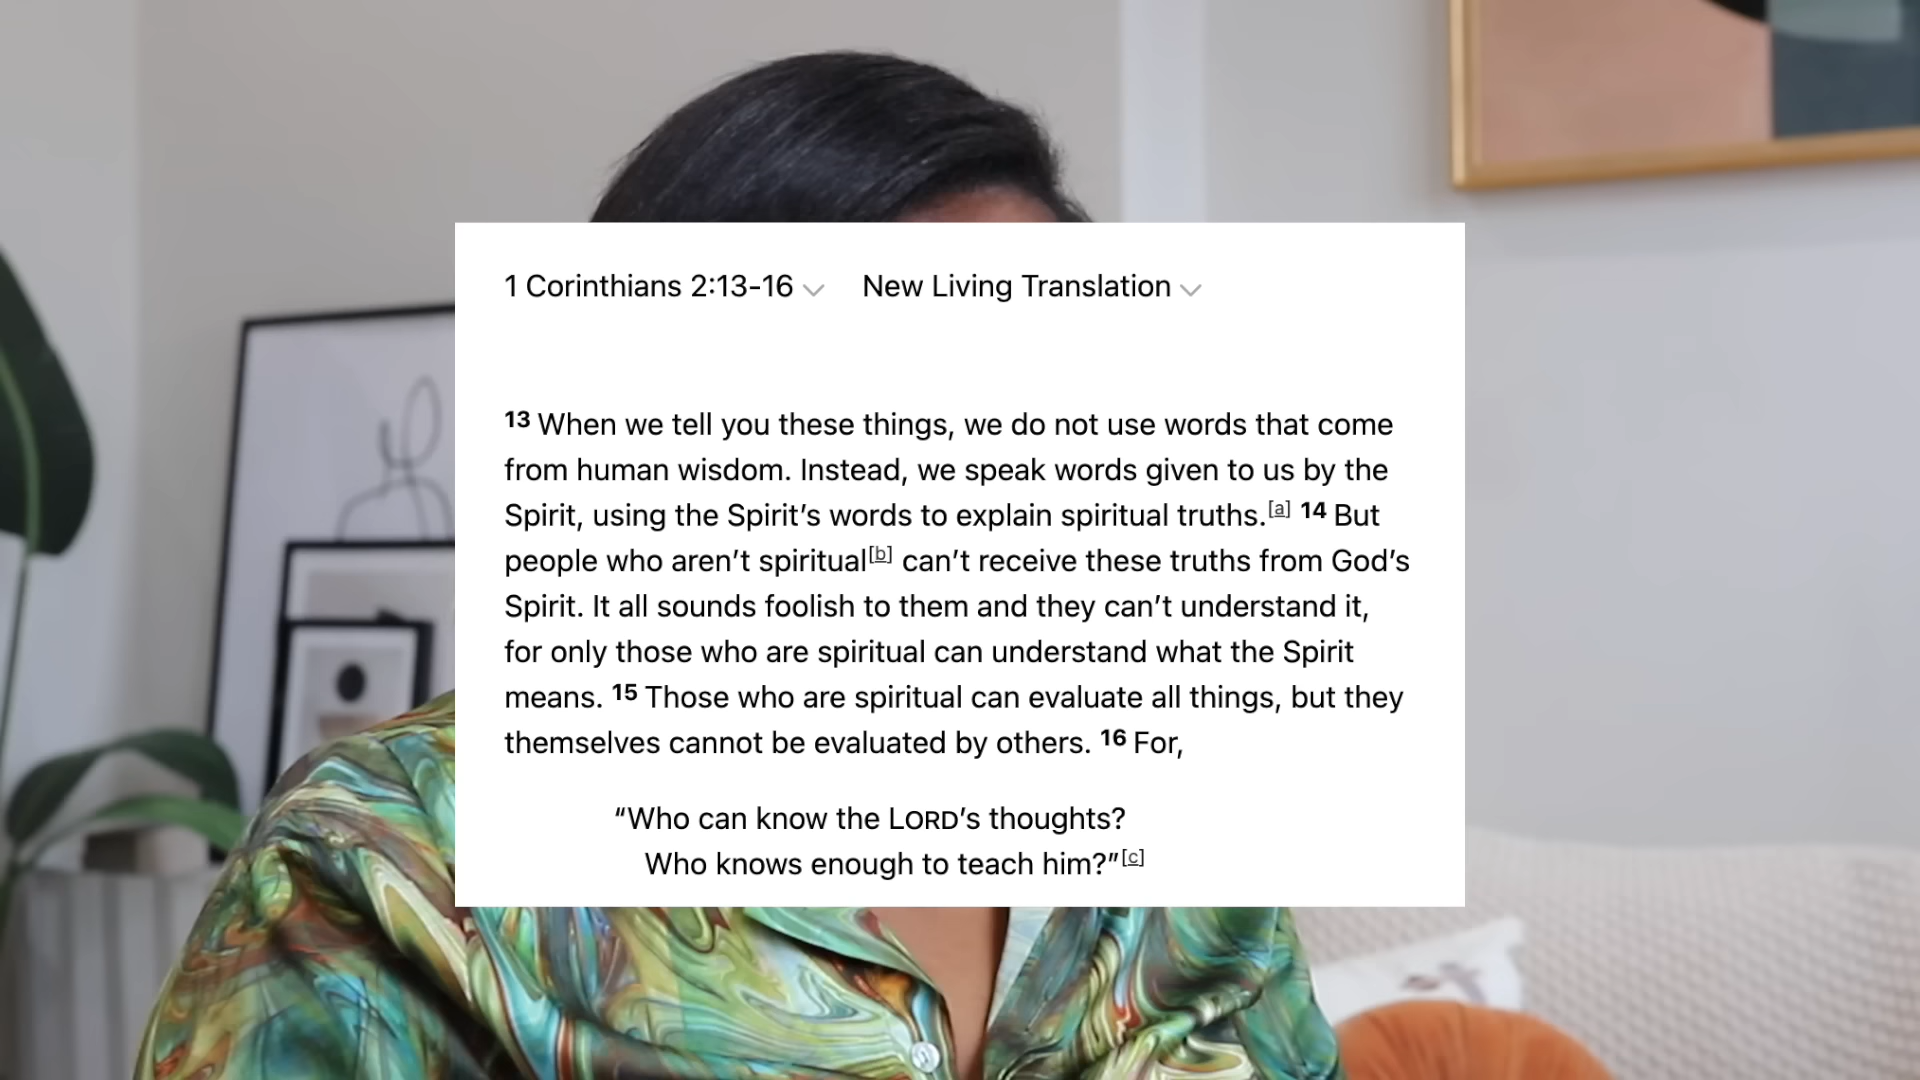 1 Corinthians 2:13-16 New Living Translation
13 When we tell you these things, we do not use words that come
from human wisdom. Instead, we speak words given to us by the
Spirit, using the Spirit’s words to explain spiritual truths.[a] 14 But
people who aren’t spiritual[b] can’t receive these truths from God’s
Spirit. It all sounds foolish to them and they can’t understand it,
for only those who are spiritual can understand what the Spirit
means. 15 Those who are spiritual can evaluate all things, but they
themselves cannot be evaluated by others. 16 For,
“Who can know the LORD’s thoughts?
Who knows enough to teach him?”[c]